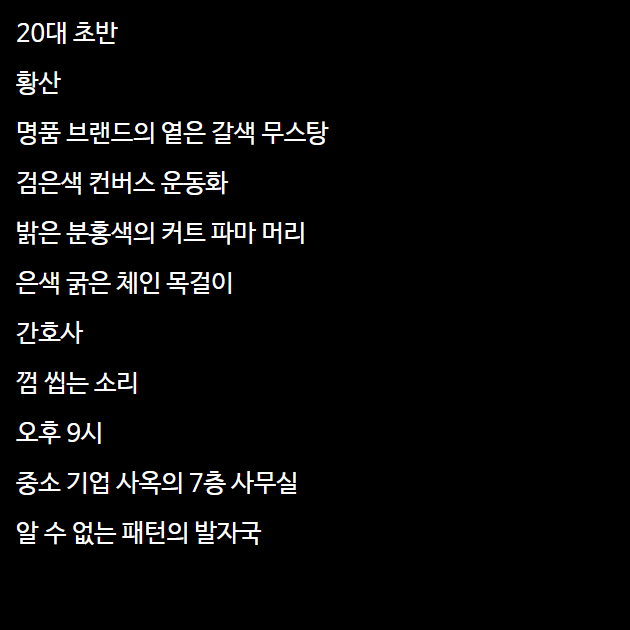 20대 초반
황산
명품 브랜드의 옅은 갈색 무스탕
검은색 컨버스 운동화
밝은 분홍색의 커트 파마 머리
은색 굵은 체인 목걸이
간호사
껌 씹는 소리
오후 9시
중소 기업 사옥의 7층 사무실
알 수 없는 패턴의 발자국